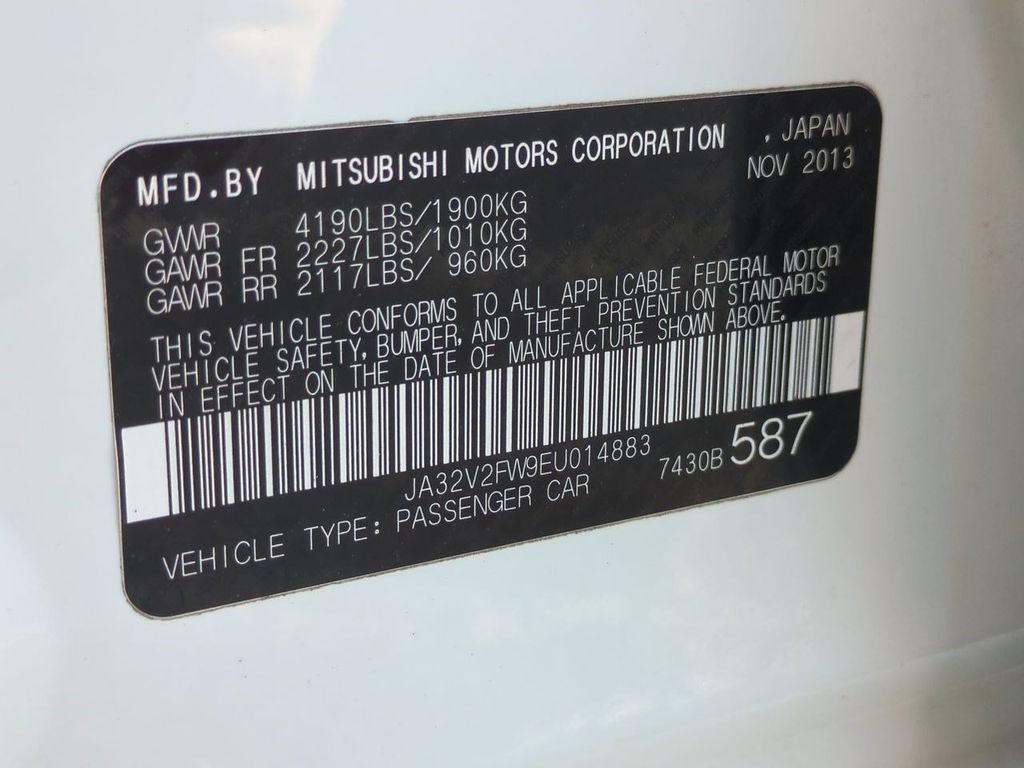 MFD.BY MITSUBISHI MOTORS CORPORATION , JAPAN
NOV 2013
GVWR 4190LBS/1900KG
GAWR FR 2227LBS/1010KG
GAWR RR 2117LBS/ 960KG
THIS VEHICLE CONFORMS TO ALL APPLICABLE FEDERAL MOTOR
VEHICLE SAFETY, BUMPER, AND THEFT PREVENTION STANDARDS
IN EFFECT ON THE DATE OF MANUFACTURE SHOWN ABOVE.
JA32V2FW9EU014883
7430B 587
VEHICLE TYPE: PASSENGER CAR